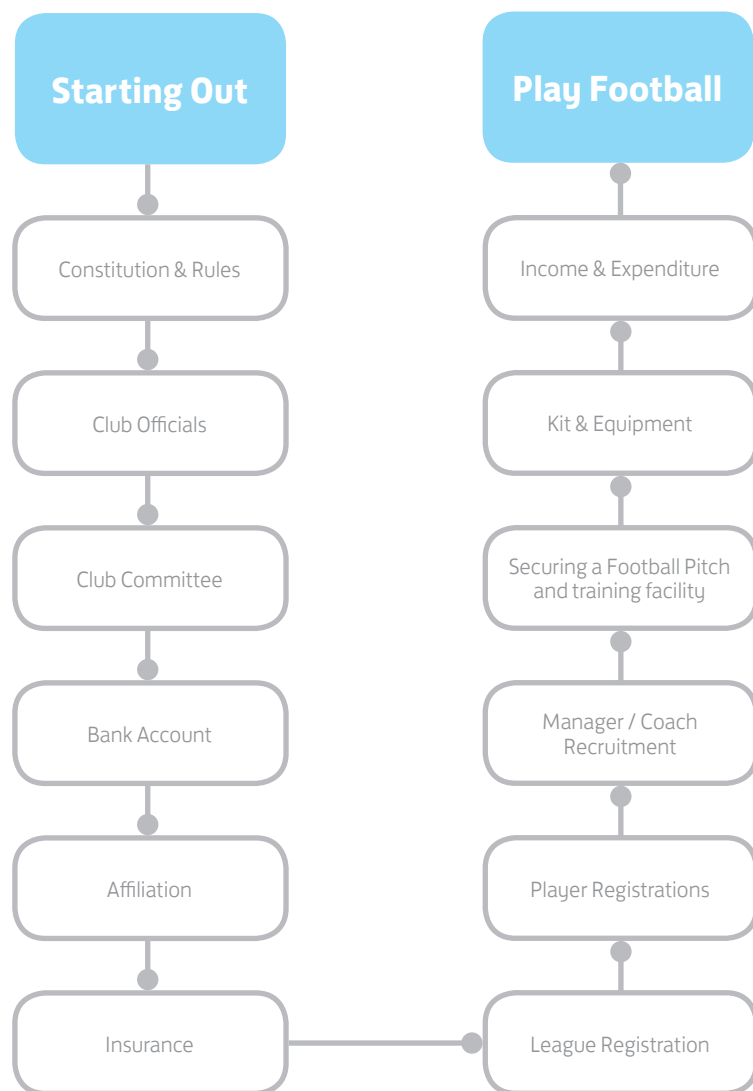 Starting Out
Constitution & Rules
Club Officials
Club Committee
Bank Account
Affiliation
Insurance
League Registration
Player Registrations
Manager / Coach
Recruitment
Securing a Football Pitch
and training facility
Kit & Equipment
Income & Expenditure
Play Football